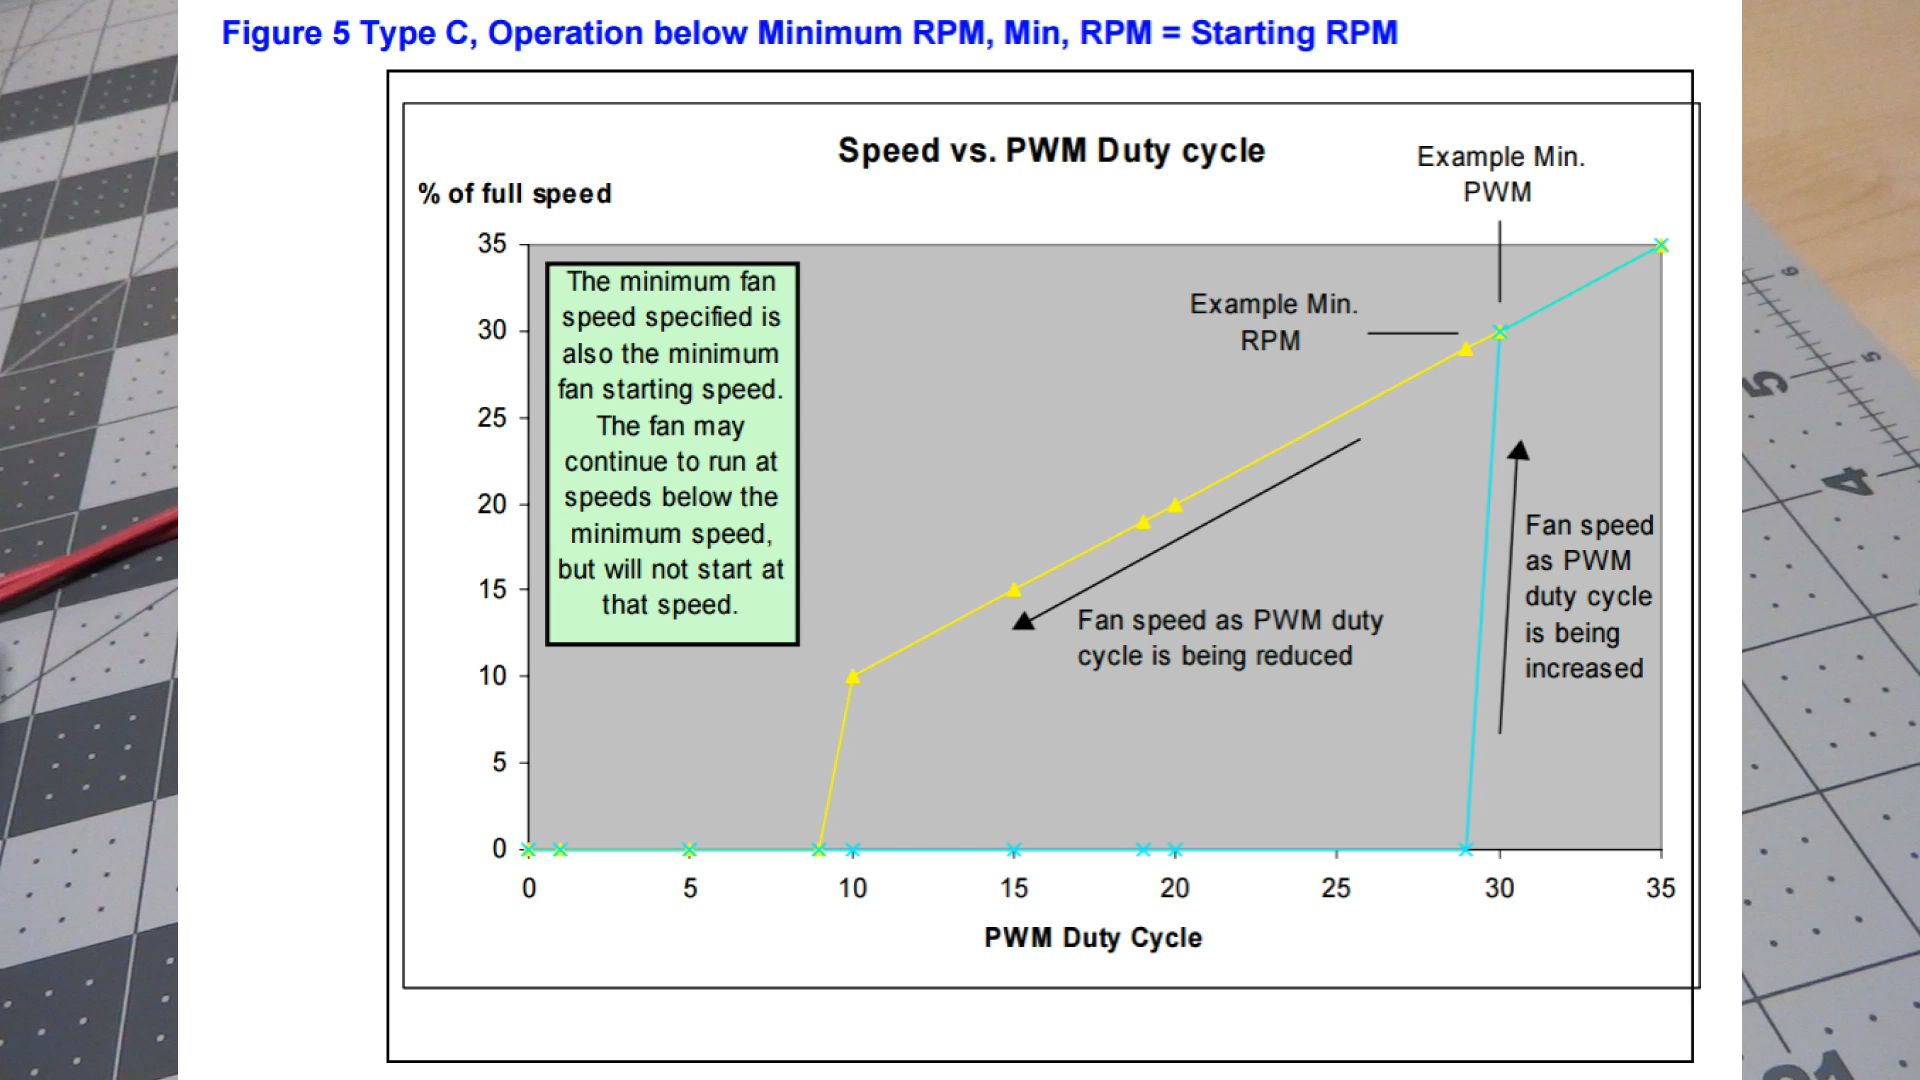 Figure 5 Type C, Operation below Minimum RPM, Min, RPM = Starting RPM
Speed vs. PWM Duty cycle
% of full speed
Example Min.
PWM
35
30
25
20
15
10
5
0
The minimum fan
speed specified is
also the minimum
fan starting speed.
The fan may
continue to run at
speeds below the
minimum speed,
but will not start at
that speed.
Example Min.
RPM
Fan speed as PWM duty
cycle is being reduced
Fan speed
as PWM
duty cycle
is being
increased
0 5 10 15 20 25 30 35
PWM Duty Cycle
6
5
5
4